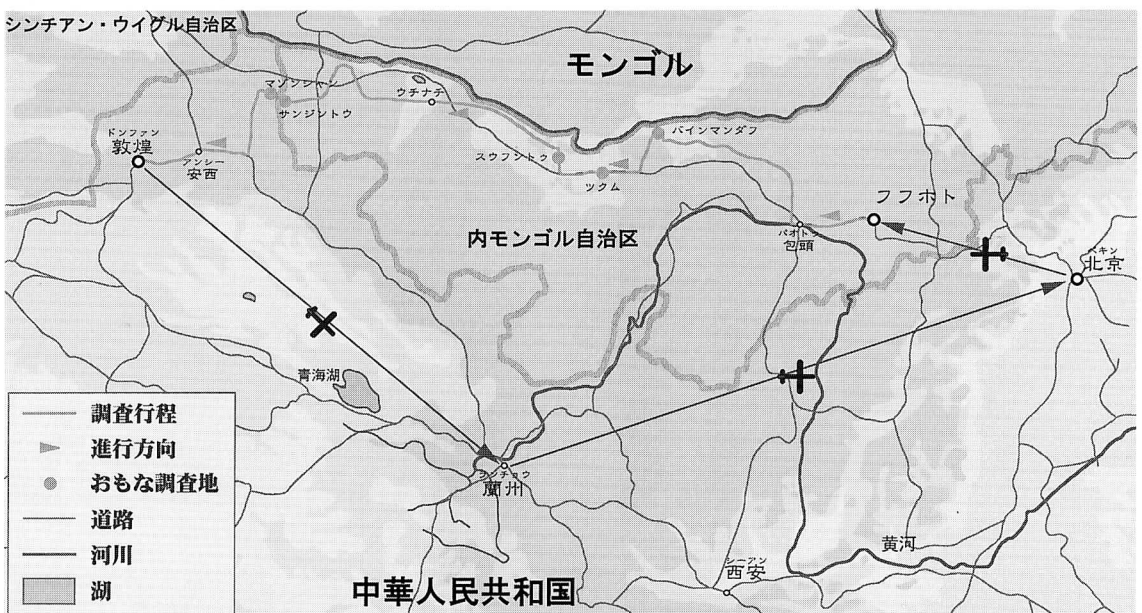 シンチアン・ウイグル自治区
モンゴル
マゾンシャン
サンジントウ
ウチナチ
バインマンダフ
スウフントゥ
ツクム
ドンファン
敦煌
アンシー
安西
フフホト
内モンゴル自治区
パオトウ
包頭
ペキン
北京
青海湖
ランチョウ
蘭州
黄河
シーアン
西安
中華人民共和国
調査行程
進行方向
おもな調査地
道路
河川
湖